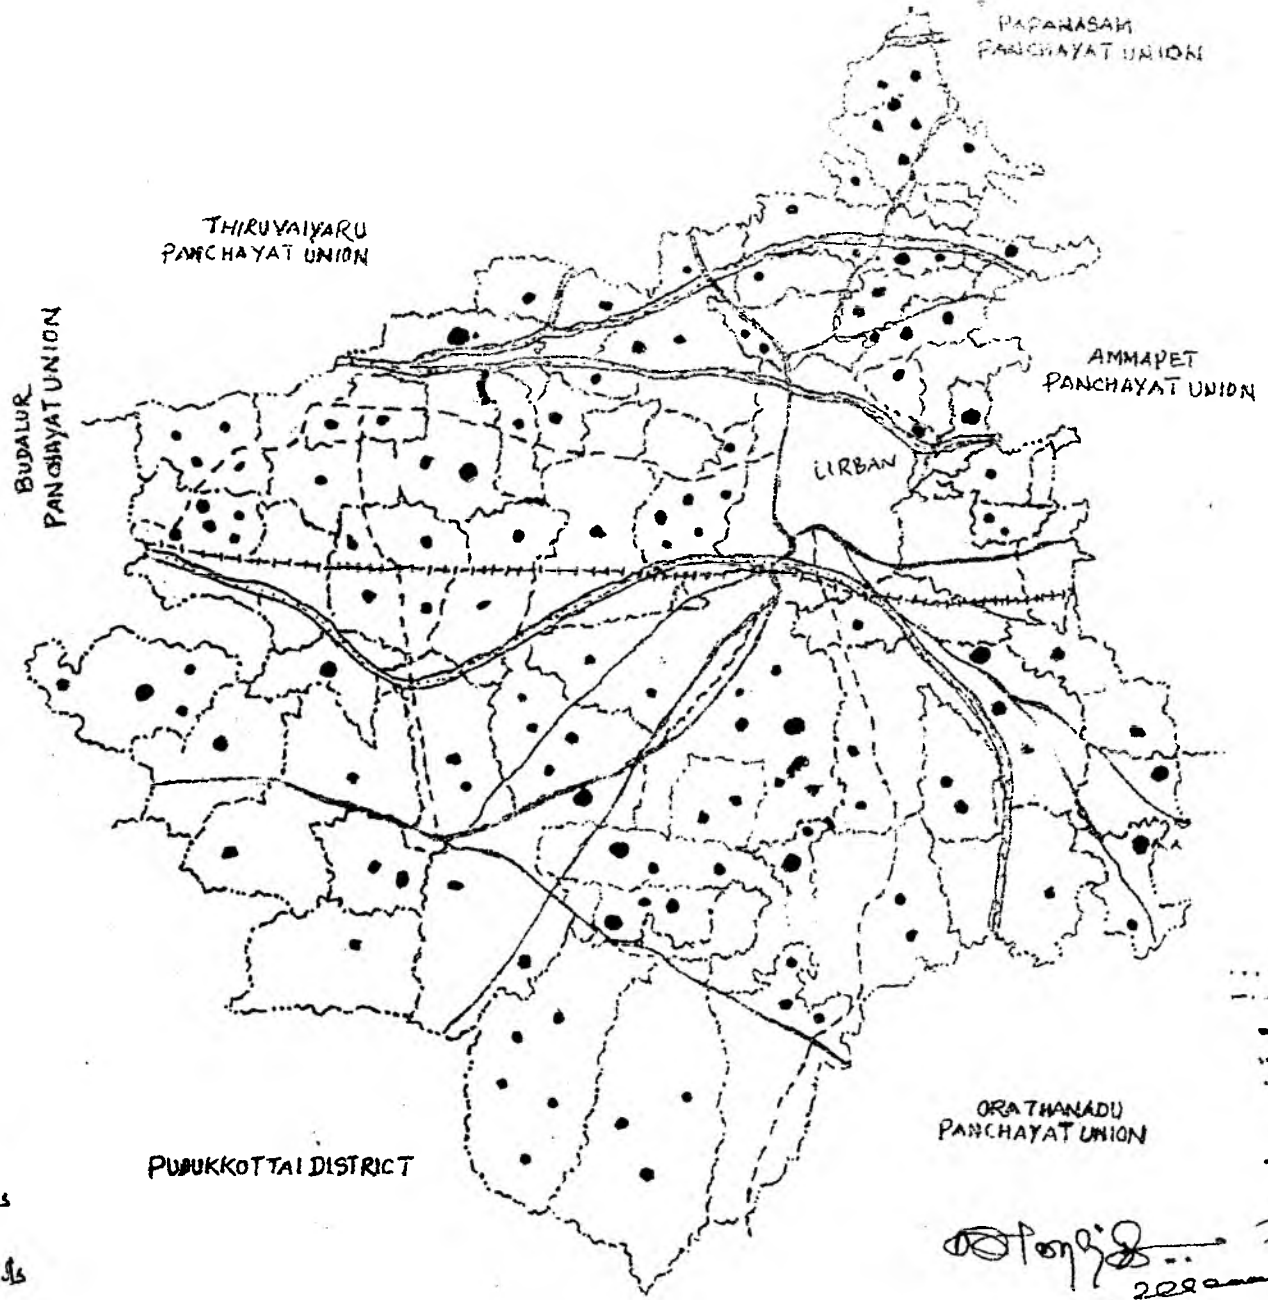 PAPANASAM
PANCHAYAT UNION
THIRUVAIYARU
PANCHAYAT UNION
BUDALUR
PANCHAYAT UNION
AMMAPET
PANCHAYAT UNION
URBAN
ORATHANADU
PANCHAYAT UNION
PUDUKKOTTAI DISTRICT